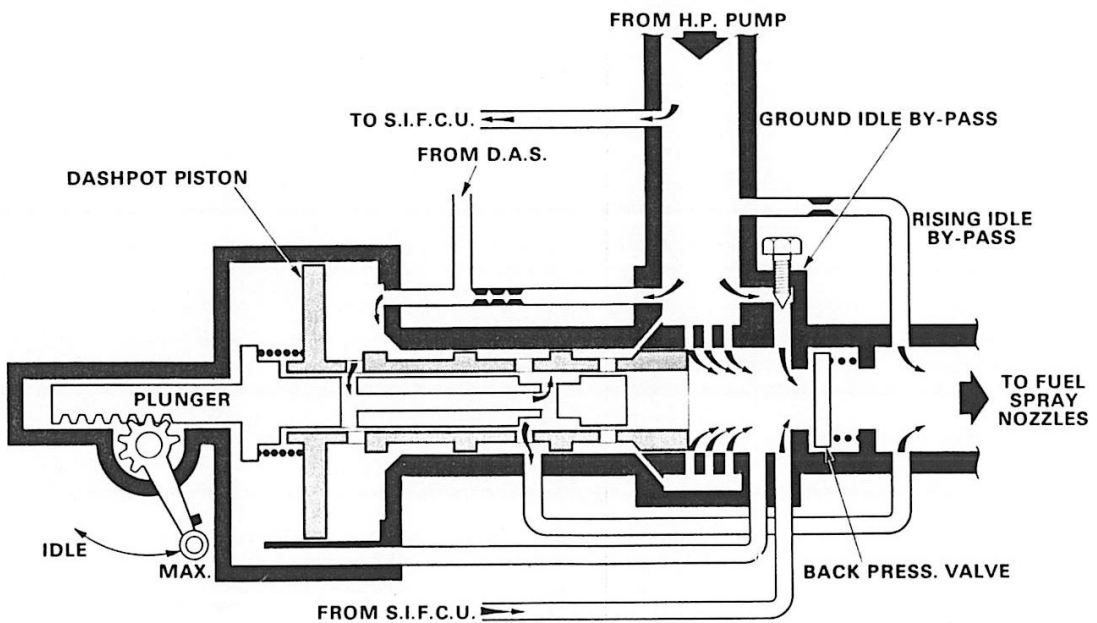 FROM H.P. PUMP
TO S.I.F.C.U.
GROUND IDLE BY-PASS
FROM D.A.S.
DASHPOT PISTON
RISING IDLE
BY-PASS
PLUNGER
TO FUEL
SPRAY
NOZZLES
IDLE
MAX.
BACK PRESS. VALVE
FROM S.I.F.C.U.